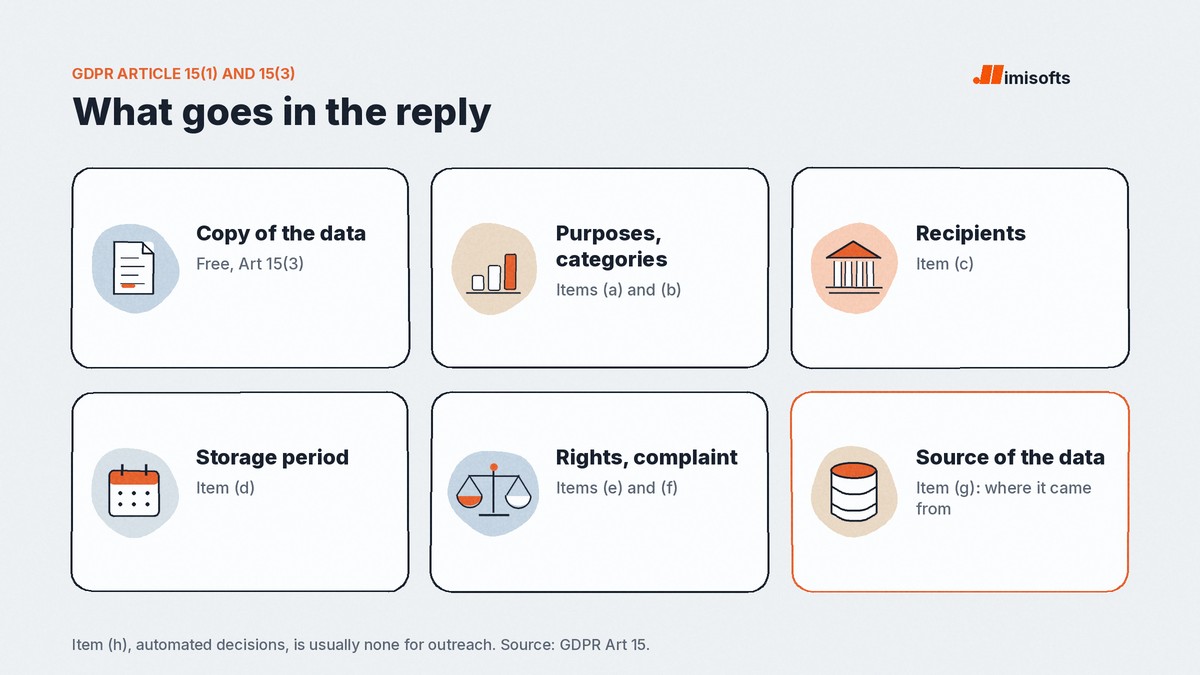 GDPR ARTICLE 15(1) AND 15(3)
imisofts
What goes in the reply
Copy of the data
Free, Art 15(3)
Purposes,
categories
Items (a) and (b)
Recipients
Item (c)
Storage period
Item (d)
Rights, complaint
Items (e) and (f)
Source of the data
Item (g): where it came
from
Item (h), automated decisions, is usually none for outreach. Source: GDPR Art 15.